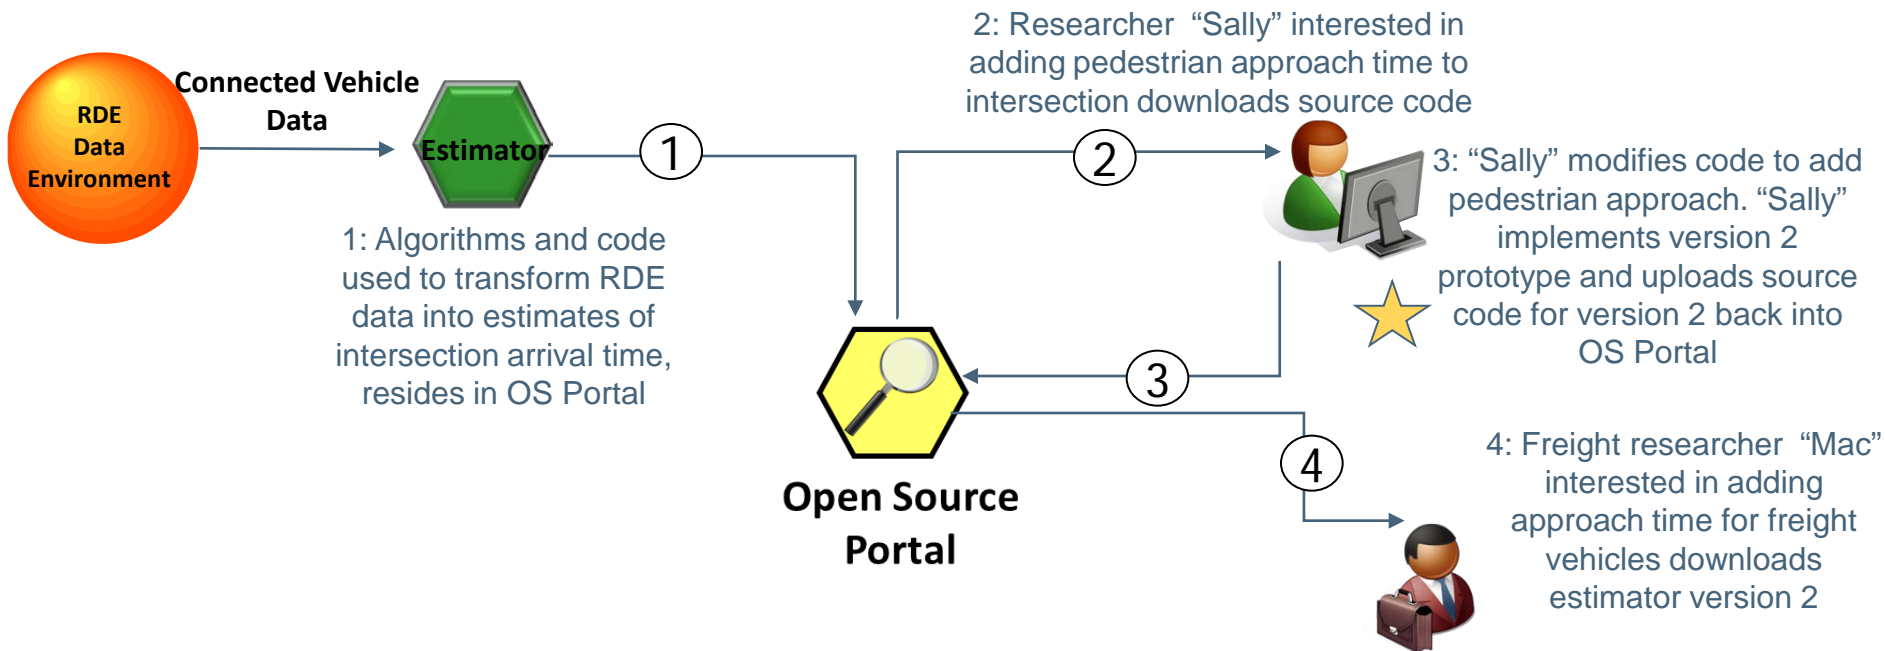 RDE
Data
Environment
Connected Vehicle
Data
Estimator
1
1: Algorithms and code
used to transform RDE
data into estimates of
intersection arrival time,
resides in OS Portal
2: Researcher “Sally” interested in
adding pedestrian approach time to
intersection downloads source code
2
3: “Sally” modifies code to add
pedestrian approach. “Sally”
implements version 2
prototype and uploads source
code for version 2 back into
OS Portal
3
Open Source
Portal
4
4: Freight researcher “Mac”
interested in adding
approach time for freight
vehicles downloads
estimator version 2